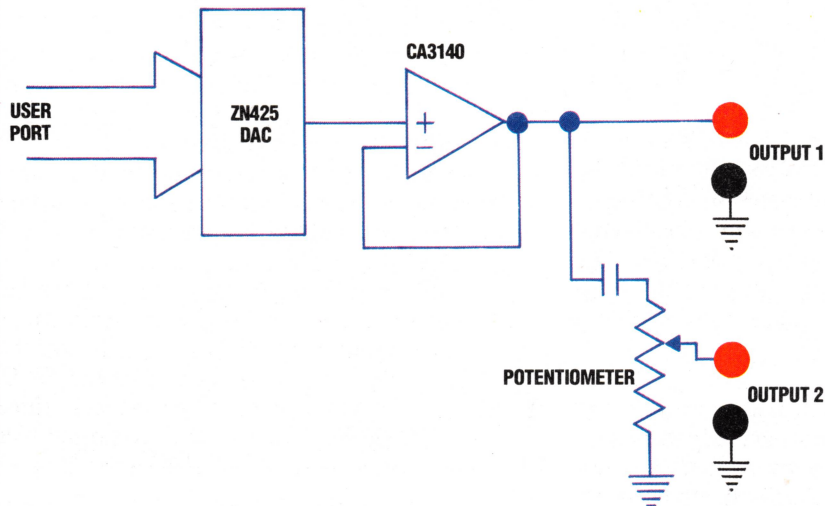 CA3140
USER
PORT
ZN425
DAC
+
−
OUTPUT 1
POTENTIOMETER
OUTPUT 2